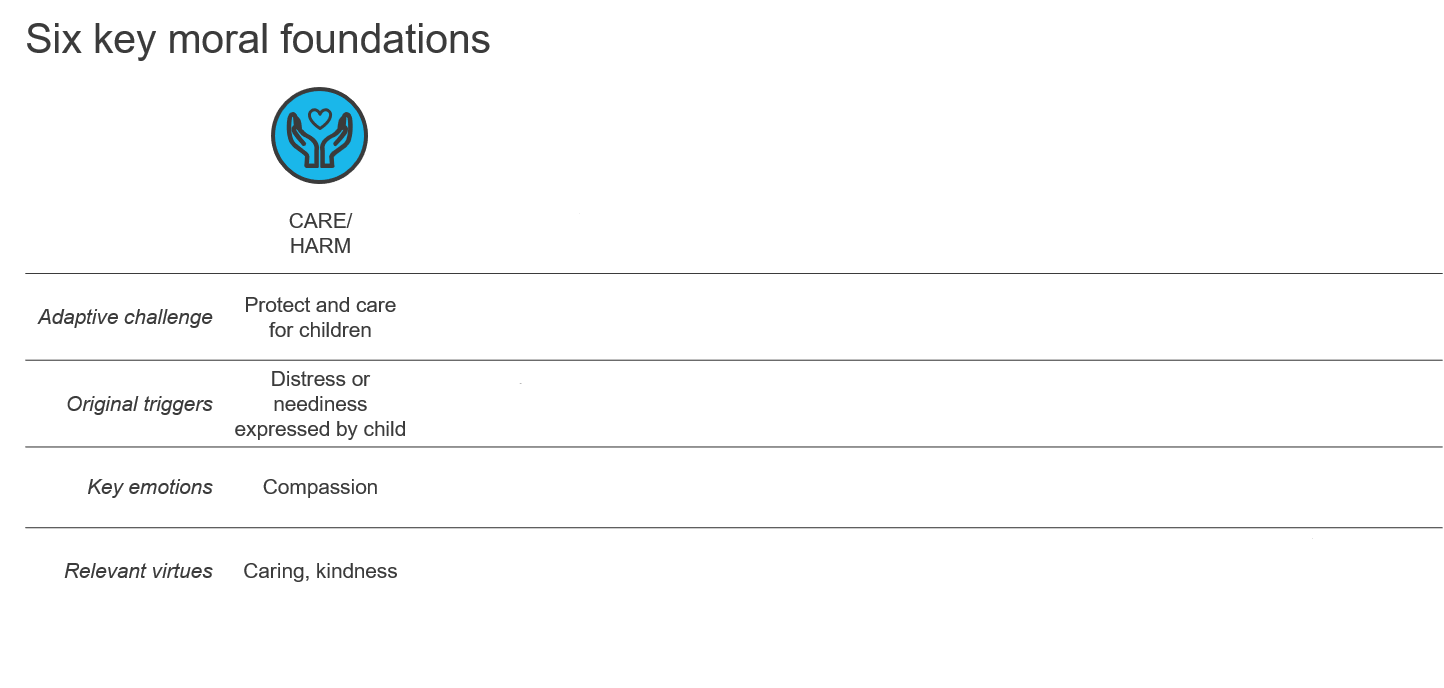 Six key moral foundations
CARE/
HARM
Adaptive challenge
Protect and care
for children
Original triggers
Distress or
neediness
expressed by child
Key emotions
Compassion
Relevant virtues
Caring, kindness